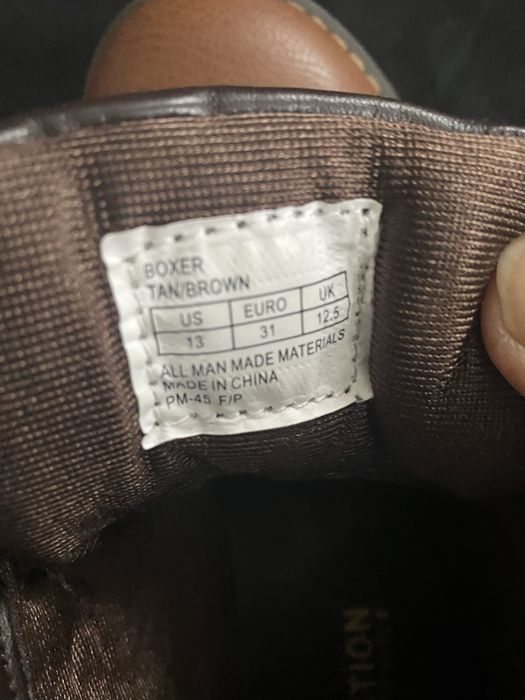 BOXER
TAN/BROWN
US EURO UK
13 31 12.5
ALL MAN MADE MATERIALS
MADE IN CHINA
PM-45 F/P